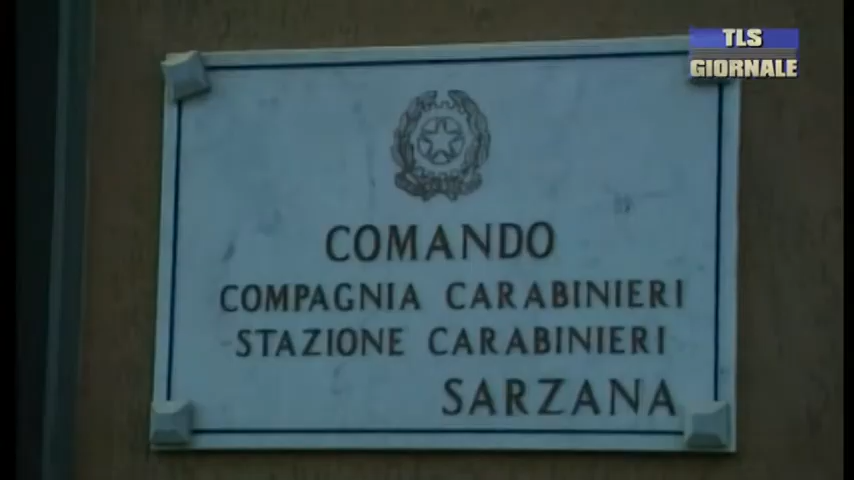 TLS
GIORNALE
COMANDO
COMPAGNIA CARABINIERI
STAZIONE CARABINIERI
SARZANA